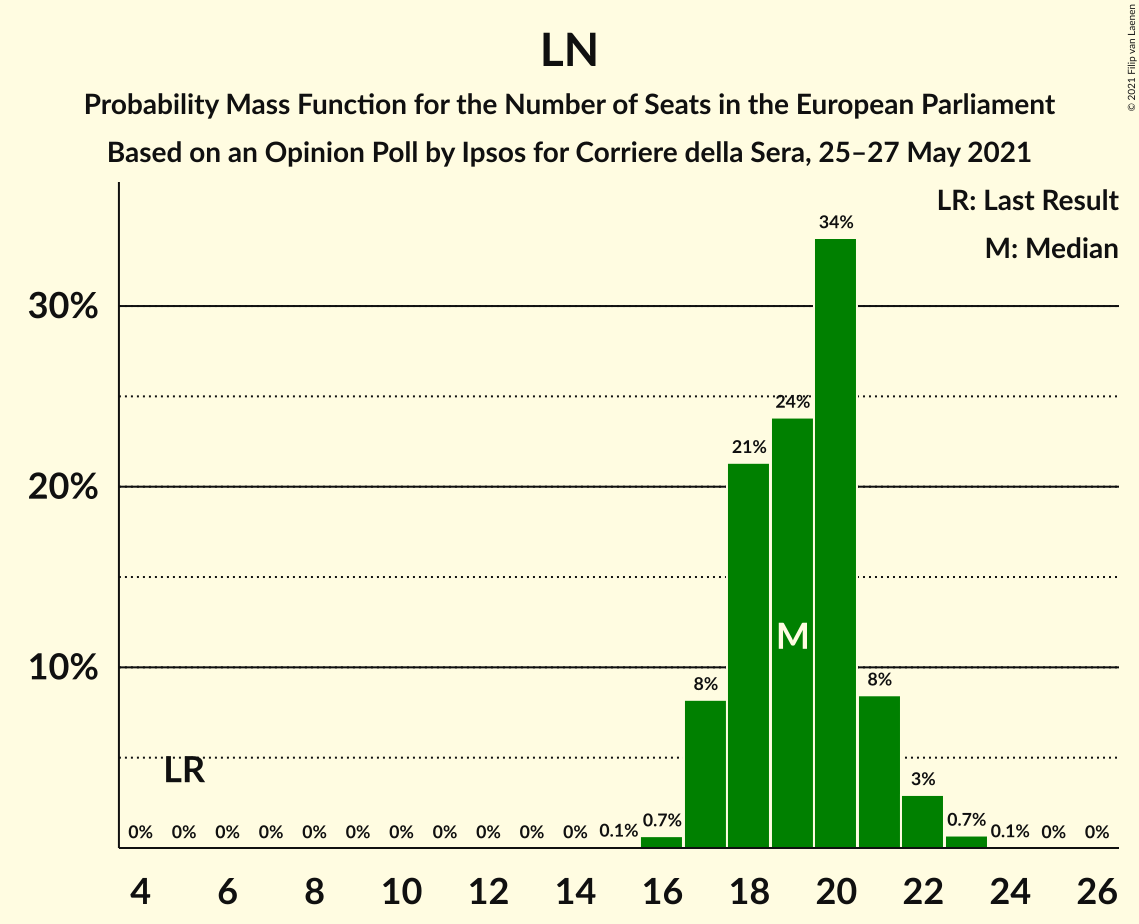 LN
Probability Mass Function for the Number of Seats in the European Parliament
Based on an Opinion Poll by Ipsos for Corriere della Sera, 25–27 May 2021
© 2021 Filip van Laenen
LR: Last Result
M: Median
34%
30%
24%
21%
20%
M
10%
8%
8%
LR
3%
0% 0% 0% 0% 0% 0% 0% 0% 0% 0% 0% 0.1% 0.7% 0.7% 0.1% 0% 0%
4 6 8 10 12 14 16 18 20 22 24 26